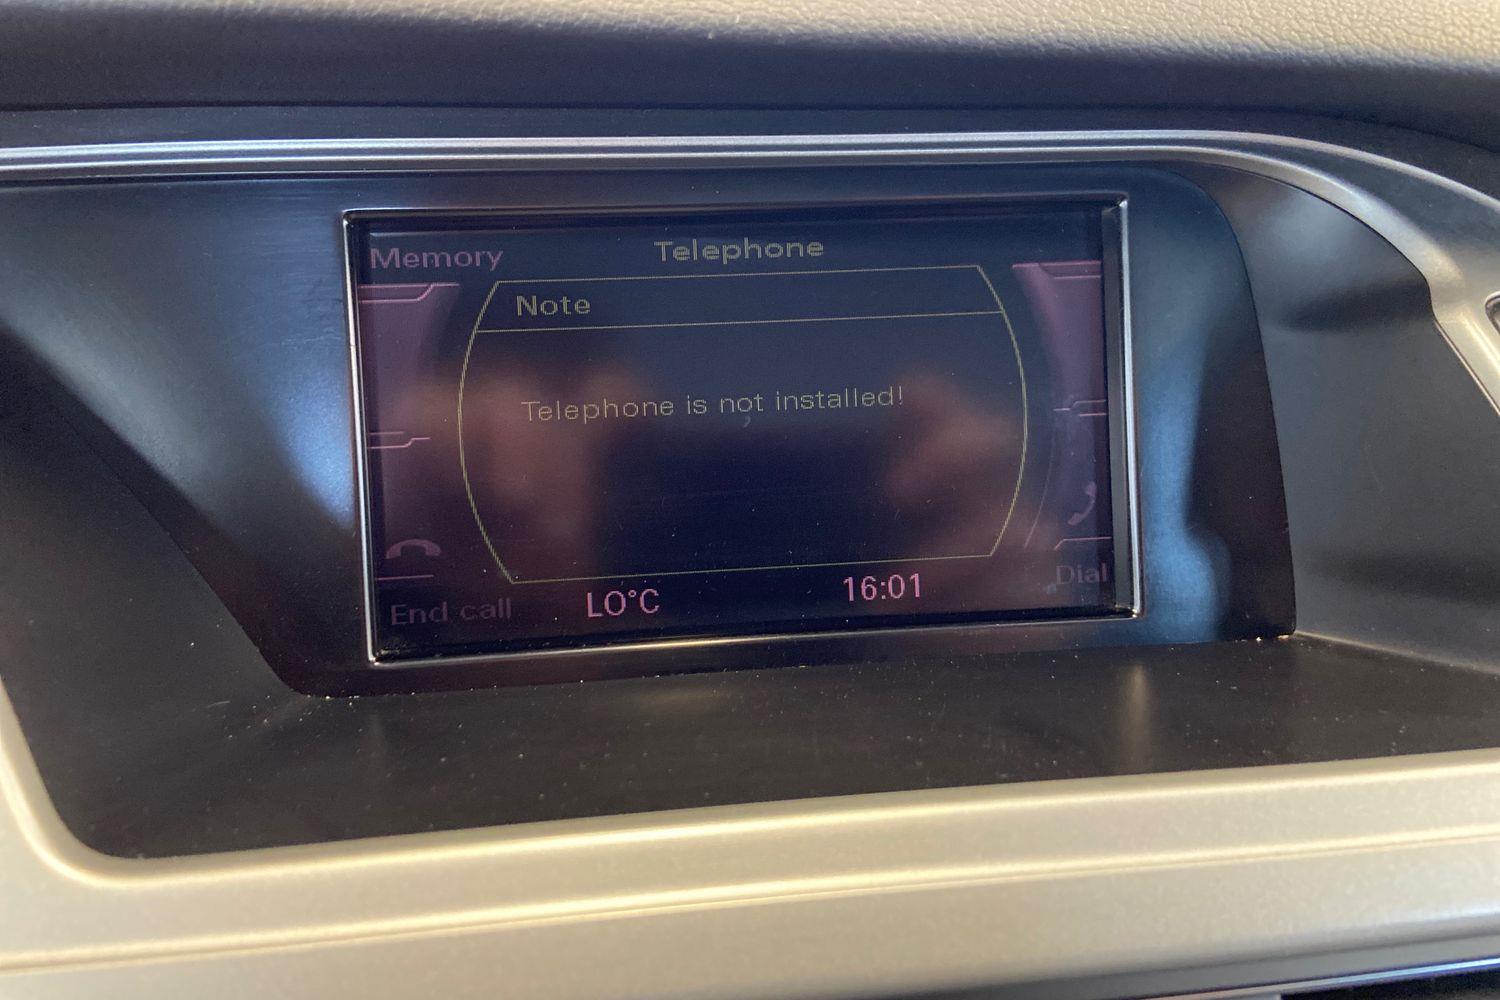 Memory
Telephone
Note
Telephone is not installed!
End call
LO°C
16:01
Dial